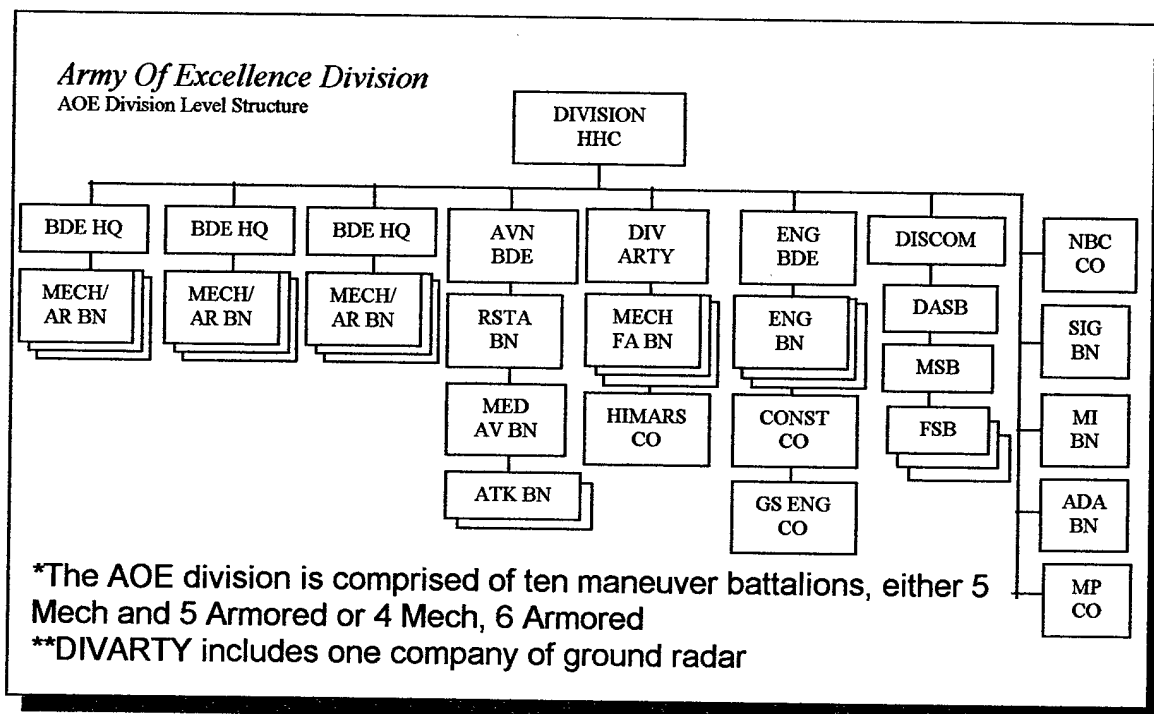 Army Of Excellence Division
AOE Division Level Structure
DIVISION
HHC
BDE HQ
MECH/
AR BN
BDE HQ
MECH/
AR BN
BDE HQ
MECH/
AR BN
AVN
BDE
RSTA
BN
MED
AV BN
ATK BN
DIV
ARTY
MECH
FA BN
HIMARS
CO
ENG
BDE
ENG
BN
CONST
CO
GS ENG
CO
DISCOM
DASB
MSB
FSB
NBC
CO
SIG
BN
MI
BN
ADA
BN
MP
CO
*The AOE division is comprised of ten maneuver battalions, either 5
Mech and 5 Armored or 4 Mech, 6 Armored
**DIVARTY includes one company of ground radar